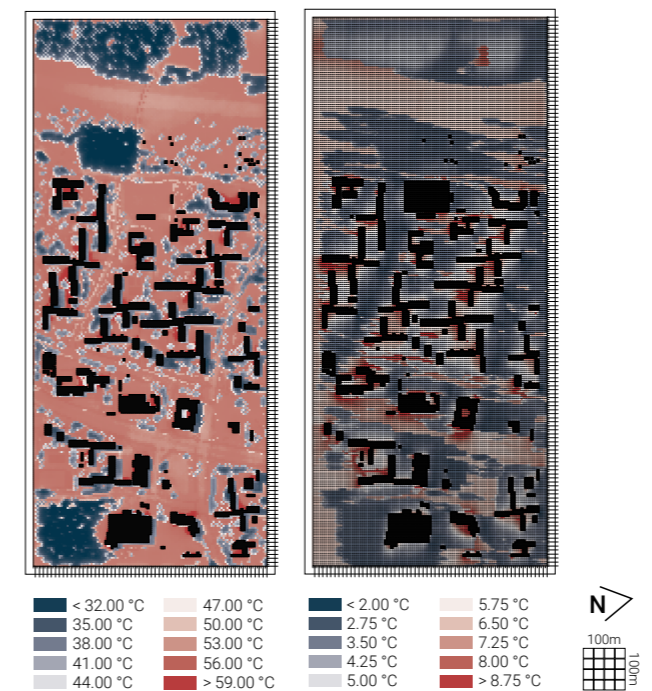 < 32.00 °C
35.00 °C
38.00 °C
41.00 °C
44.00 °C
47.00 °C
50.00 °C
53.00 °C
56.00 °C
> 59.00 °C
< 2.00 °C
2.75 °C
3.50 °C
4.25 °C
5.00 °C
5.75 °C
6.50 °C
7.25 °C
8.00 °C
> 8.75 °C
N
100m
100m